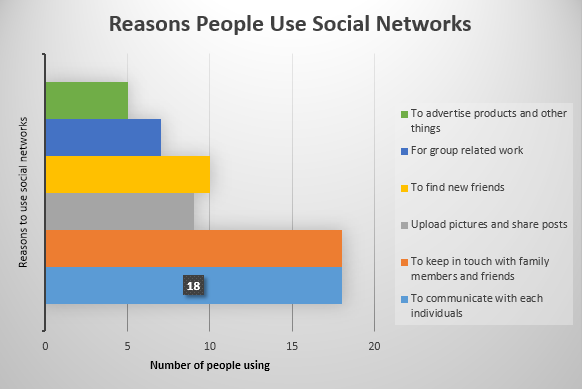 Reasons People Use Social Networks
Reasons to use social networks
18
0 5 10 15 20
Number of people using
To advertise products and other
things
For group related work
To find new friends
Upload pictures and share posts
To keep in touch with family
members and friends
To communicate with each
individuals